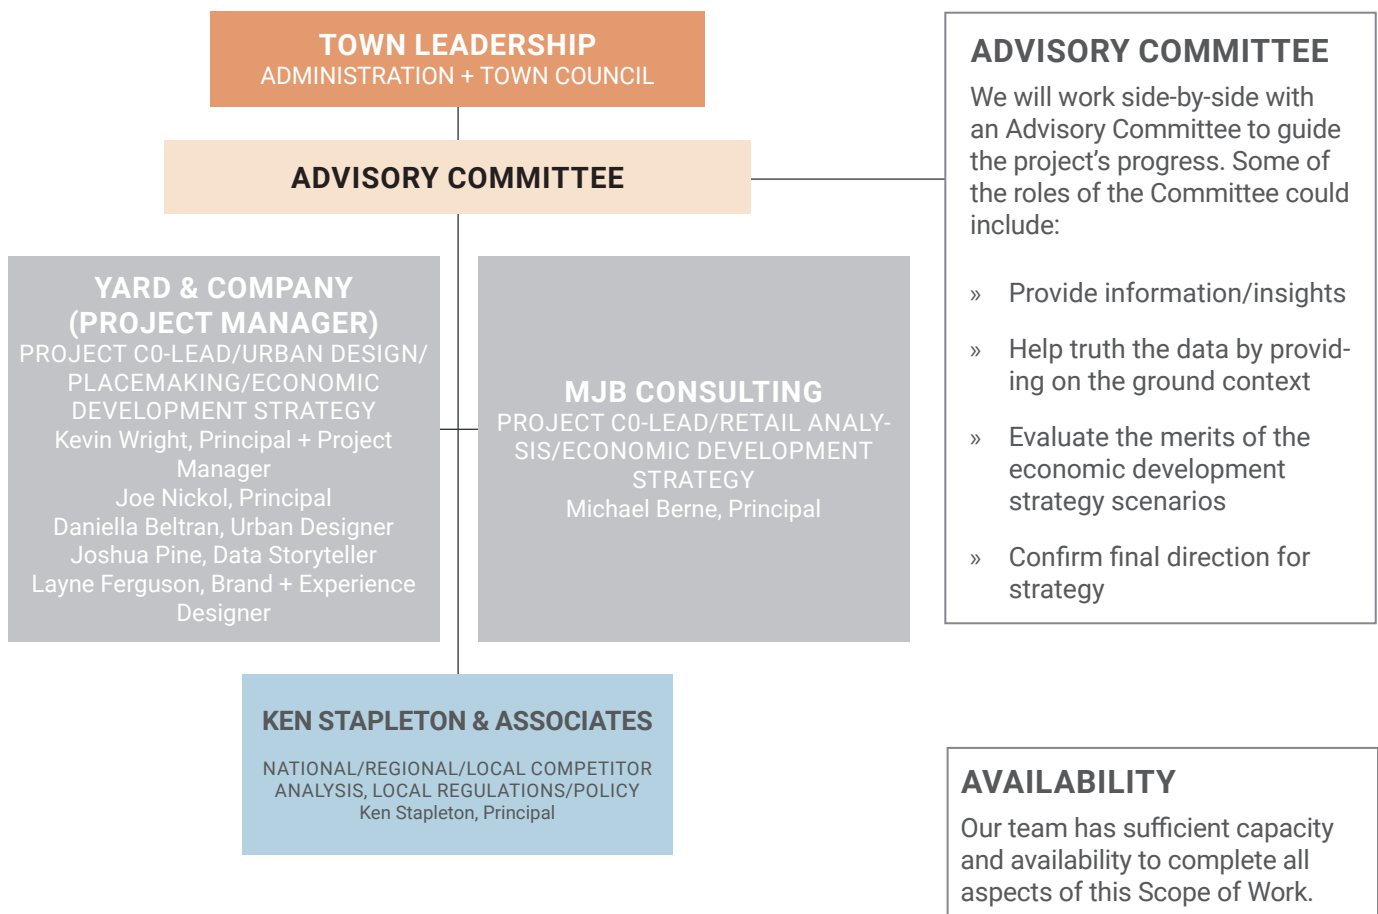 TOWN LEADERSHIP
ADMINISTRATION + TOWN COUNCIL
ADVISORY COMMITTEE
YARD & COMPANY
(PROJECT MANAGER)
PROJECT C0-LEAD/URBAN DESIGN/
PLACEMAKING/ECONOMIC
DEVELOPMENT STRATEGY
Kevin Wright, Principal + Project
Manager
Joe Nickol, Principal
Daniella Beltran, Urban Designer
Joshua Pine, Data Storyteller
Layne Ferguson, Brand + Experience
Designer
MJB CONSULTING
PROJECT C0-LEAD/RETAIL ANALY-
SIS/ECONOMIC DEVELOPMENT
STRATEGY
Michael Berne, Principal
KEN STAPLETON & ASSOCIATES
NATIONAL/REGIONAL/LOCAL COMPETITOR
ANALYSIS, LOCAL REGULATIONS/POLICY
Ken Stapleton, Principal
ADVISORY COMMITTEE
We will work side-by-side with
an Advisory Committee to guide
the project's progress. Some of
the roles of the Committee could
include:
» Provide information/insights
» Help truth the data by provid-
ing on the ground context
» Evaluate the merits of the
economic development
strategy scenarios
» Confirm final direction for
strategy
AVAILABILITY
Our team has sufficient capacity
and availability to complete all
aspects of this Scope of Work.